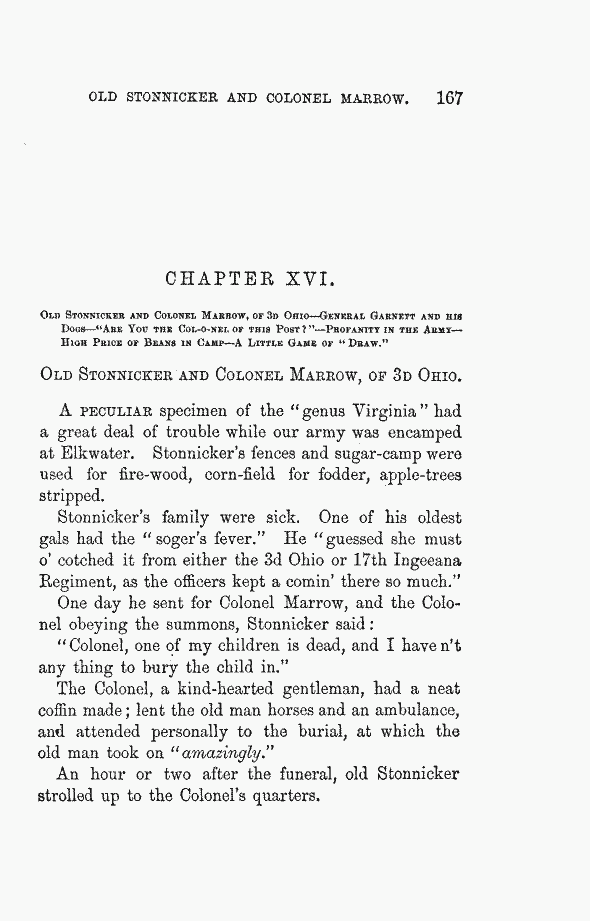 OLD STONNICKER AND COLONEL MARROW. 167
CHAPTER XVI.
OLD STONNICKER AND COLONEL MARROW, OF 3D OHIO—GENERAL GARNETT AND HIS
DOGS—"ARE YOU THE COL-O-NEL OF THIS POST?"—PROFANITY IN THE ARMY—
HIGH PRICE OF BEANS IN CAMP—A LITTLE GAME OF "DRAW."
OLD STONNICKER AND COLONEL MARROW, OF 3D OHIO.
A PECULIAR specimen of the "genus Virginia" had
a great deal of trouble while our army was encamped
at Elkwater. Stonnicker's fences and sugar-camp were
used for fire-wood, corn-field for fodder, apple-trees
stripped.
Stonnicker's family were sick. One of his oldest
gals had the "soger's fever." He "guessed she must
o' cotched it from either the 3d Ohio or 17th Ingeeana
Regiment, as the officers kept a comin' there so much."
One day he sent for Colonel Marrow, and the Colo-
nel obeying the summons, Stonnicker said:
"Colonel, one of my children is dead, and I haven't
any thing to bury the child in."
The Colonel, a kind-hearted gentleman, had a neat
coffin made; lent the old man horses and an ambulance,
and attended personally to the burial, at which the
old man took on "amazingly."
An hour or two after the funeral, old Stonnicker
strolled up to the Colonel's quarters.